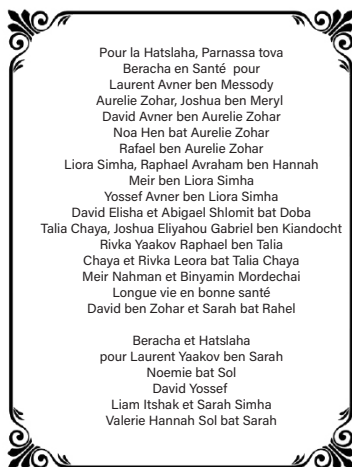 Pour la Hatslaha, Parnassa tova
Beracha en Santé pour
Laurent Avner ben Messody
Aurelie Zohar, Joshua ben Meryl
David Avner ben Aurelie Zohar
Noa Hen bat Aurelie Zohar
Rafael ben Aurelie Zohar
Liora Simha, Raphael Avraham ben Hannah
Meir ben Liora Simha
Yossef Avner ben Liora Simha
David Elisha et Abigael Shlomit bat Doba
Talia Chaya, Joshua Eliyahou Gabriel ben Kiandocht
Rivka Yaakov Raphael ben Talia
Chaya et Rivka Leora bat Talia Chaya
Meir Nahman et Binyamin Mordechai
Longue vie en bonne santé
David ben Zohar et Sarah bat Rahel

Beracha et Hatslaha
pour Laurent Yaakov ben Sarah
Noemie bat Sol
David Yossef
Liam Itshak et Sarah Simha
Valerie Hannah Sol bat Sarah